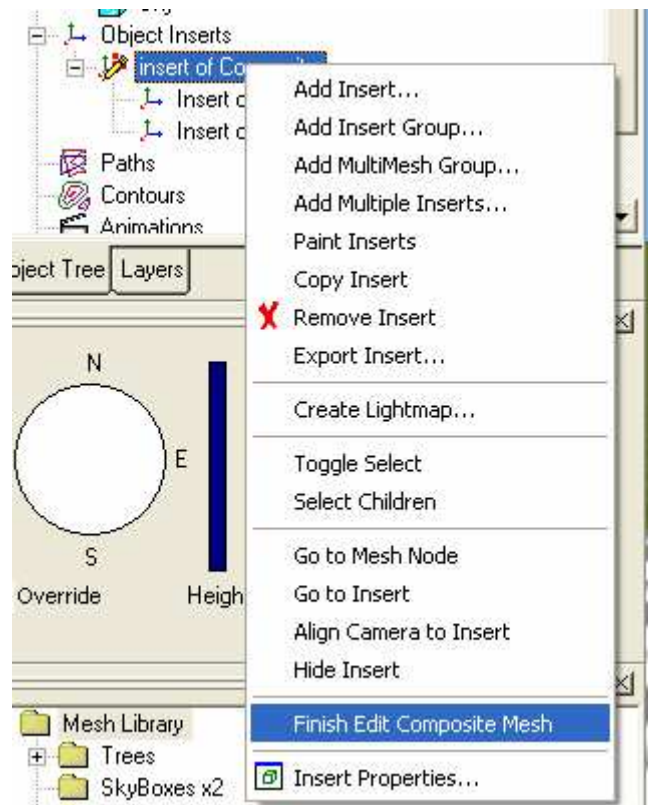 Object Inserts
insert of Co
Insert
Insert
Paths
Contours
Animations
Add Insert...
Add Insert Group...
Add MultiMesh Group...
Add Multiple Inserts...
Paint Inserts
Copy Insert
Remove Insert
Export Insert...
Create Lightmap...
Toggle Select
Select Children
Go to Mesh Node
Go to Insert
Align Camera to Insert
Hide Insert
Finish Edit Composite Mesh
Insert Properties...
bject Tree Layers
N
E
S
Override Heigh
Mesh Library
Trees
SkyBoxes x2